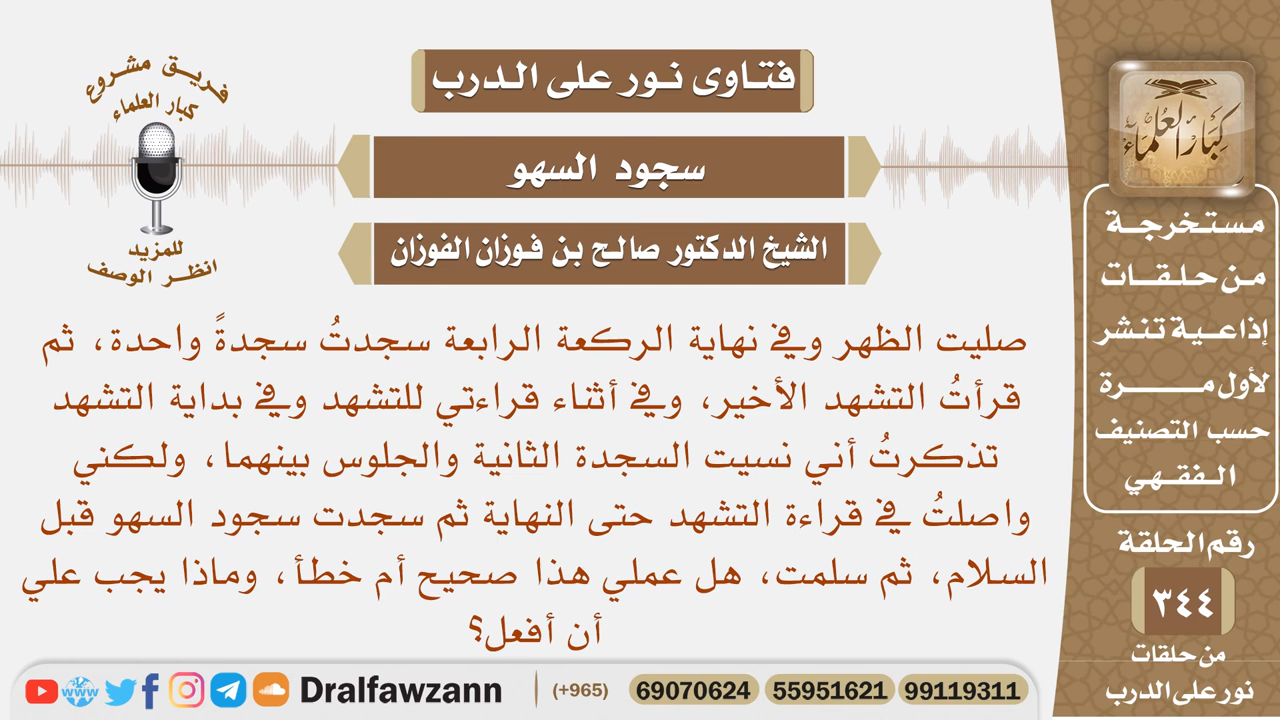 فتاوى نور على الدرب
سجود السهو
الشيخ الدكتور صالح بن فوزان الفوزان
فريق مشروع
كبار العلماء
للمزيد
انظر الوصف
صليت الظهر وفي نهاية الركعة الرابعة سجدتُ سجدةً واحدة، ثم
قرأتُ التشهد الأخير، وفي أثناء قراءتي للتشهد وفي بداية التشهد
تذكرتُ أني نسيت السجدة الثانية والجلوس بينهما، ولكني
واصلتُ في قراءة التشهد حتى النهاية ثم سجدت سجود السهو قبل
السلام، ثم سلمت، هل عملي هذا صحيح أم خطأ، وماذا يجب علي
أن أفعل؟
كِبَارُ العُلَمَاءِ
مستخرجة
من حلقات
إذاعية تنشر
لأول مرة
حسب التصنيف
الفقهي
رقم الحلقة
٣٤٤
من حلقات
نور على الدرب
www Dralfawzann (+965) 69070624 55951621 99119311